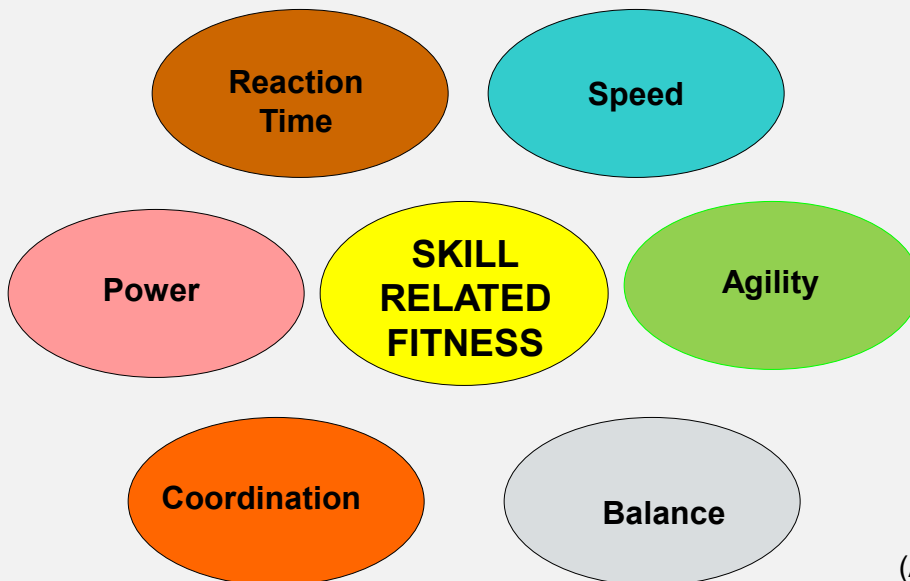 Reaction
Time
Speed
Power
SKILL
RELATED
FITNESS
Agility
Coordination
Balance